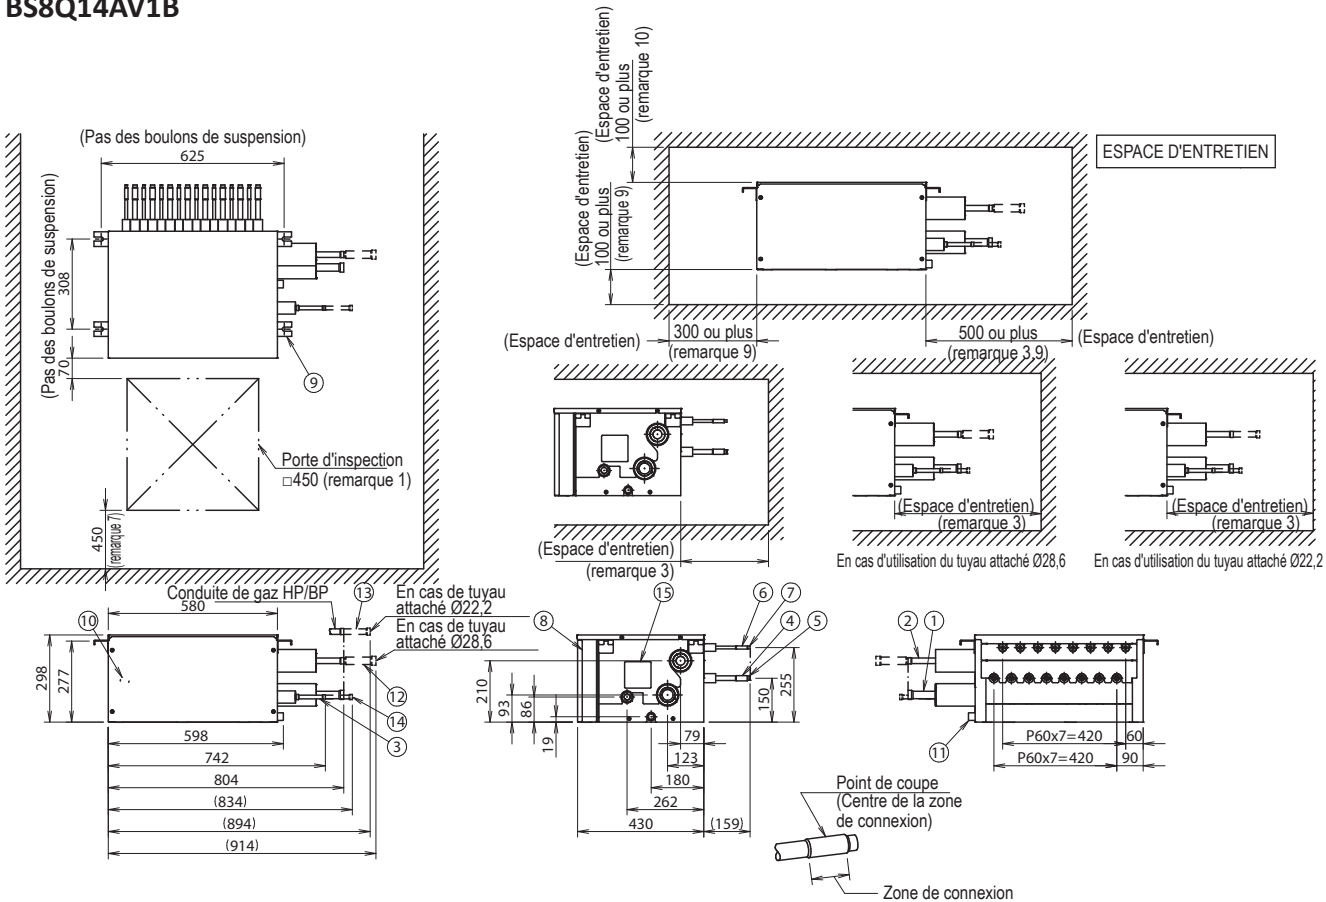 BS8Q14AV1B
(Pas des boulons de suspension)
625
(Pas des boulons de suspension)
308
70
9
Porte d'inspection
□450 (remarque 1)
450
(remarque 7)
(Espace d'entretien)
100 ou plus
(remarque 10)
(Espace d'entretien)
100 ou plus
(remarque 9)
ESPACE D'ENTRETIEN
(Espace d'entretien)
300 ou plus
(remarque 9)
500 ou plus
(remarque 3,9)
(Espace d'entretien)
(Espace d'entretien)
(remarque 3)
(Espace d'entretien)
(remarque 3)
En cas d'utilisation du tuyau attaché Ø28,6
(Espace d'entretien)
(remarque 3)
En cas d'utilisation du tuyau attaché Ø22,2
Conduite de gaz HP/BP
13
En cas de tuyau
attaché Ø22,2
En cas de tuyau
attaché Ø28,6
580
10
298
277
12
14
3
598
742
804
(834)
(894)
(914)
15
6
7
8
4
5
210
93
86
19
150
255
79
123
180
262
430
(159)
2
1
11
P60x7=420
60
P60x7=420
90
Point de coupe
(Centre de la zone
de connexion)
Zone de connexion